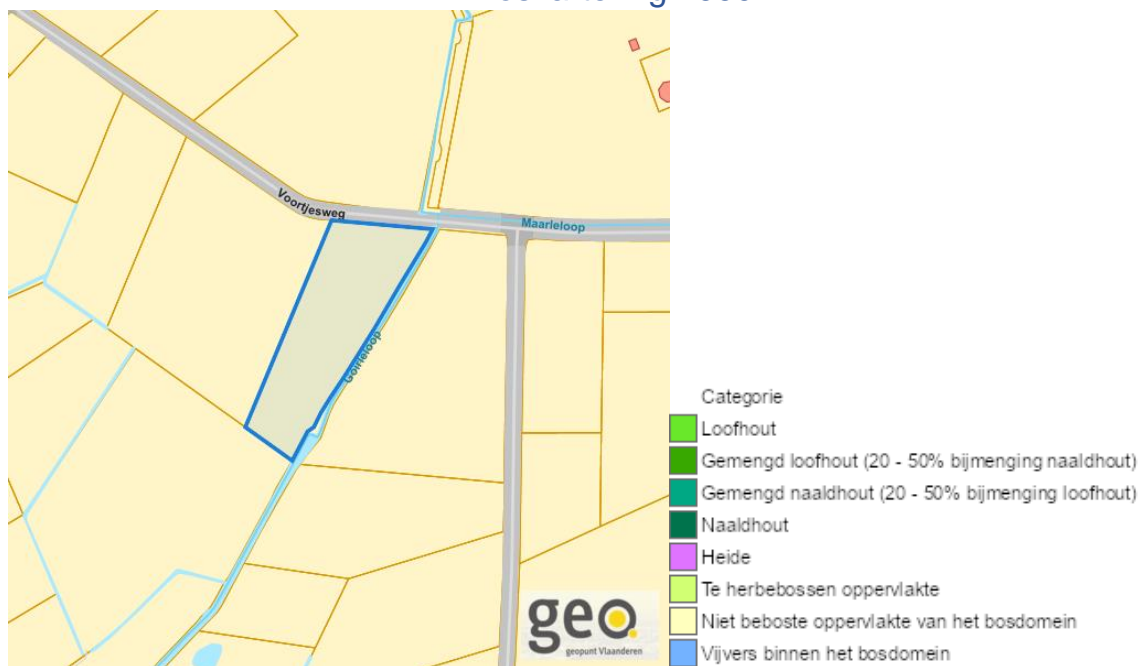 Voortjesweg
Maarleloop
Goirleloop
geo.
geopunt Vlaanderen
Categorie
Loofhout
Gemengd loofhout (20 - 50% bijmenging naaldhout)
Gemengd naaldhout (20 - 50% bijmenging loofhout)
Naaldhout
Heide
Te herbebossen oppervlakte
Niet beboste oppervlakte van het bosdomein
Vijvers binnen het bosdomein